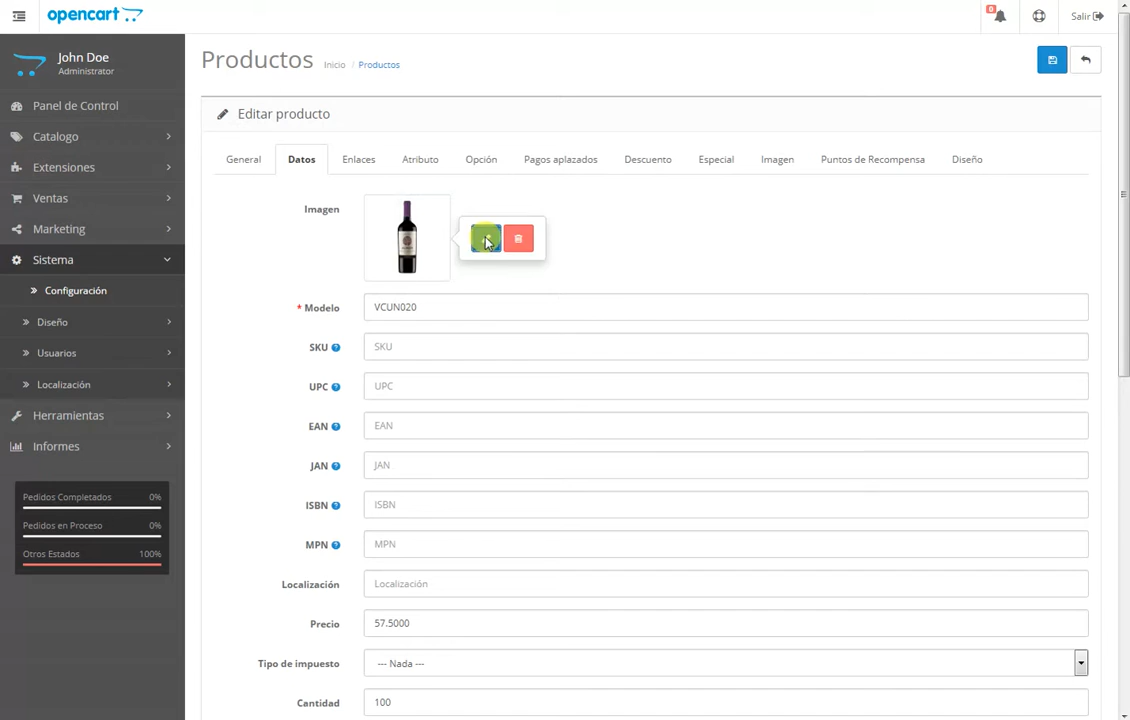 opencart
0
Salir
John Doe
Administrator
Panel de Control
Catalogo
Extensiones
Ventas
Marketing
Sistema
Configuración
Diseño
Usuarios
Localización
Herramientas
Informes
Pedidos Completados 0%
Pedidos en Proceso 0%
Otros Estados 100%
Productos Inicio / Productos
Editar producto
General Datos Enlaces Atributo Opción Pagos aplazados Descuento Especial Imagen Puntos de Recompensa Diseño
Imagen
* Modelo VCUN020
SKU ? SKU
UPC ? UPC
EAN ? EAN
JAN ? JAN
ISBN ? ISBN
MPN ? MPN
Localización Localización
Precio 57.5000
Tipo de impuesto --- Nada ---
Cantidad 100